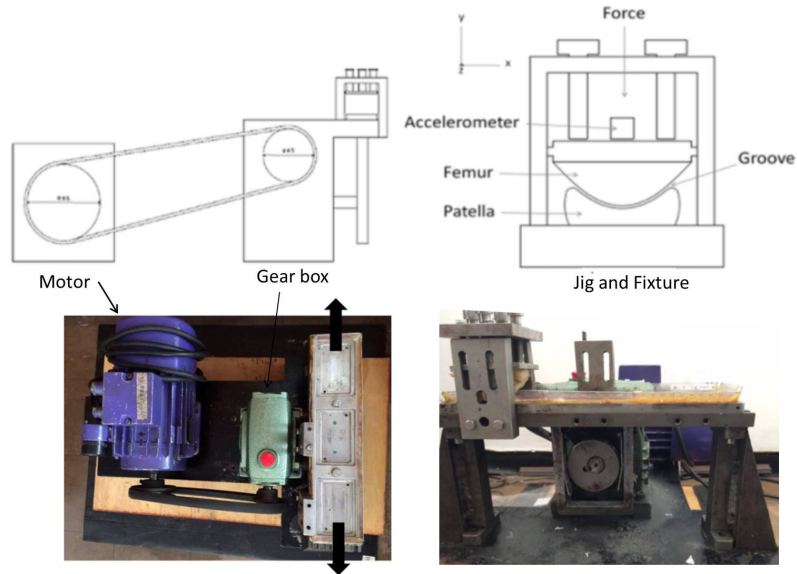 y
Force
x
z
Accelerometer
Groove
Femur
Patella
Motor
Gear box
Jig and Fixture